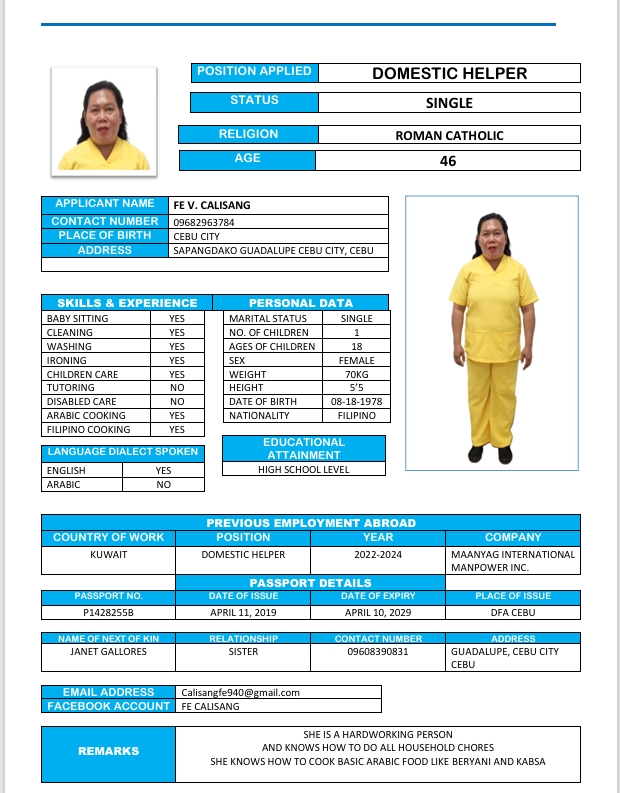 POSITION APPLIED DOMESTIC HELPER
STATUS SINGLE
RELIGION ROMAN CATHOLIC
AGE 46
APPLICANT NAME FE V. CALISANG
CONTACT NUMBER 09682963784
PLACE OF BIRTH CEBU CITY
ADDRESS SAPANGDAKO GUADALUPE CEBU CITY, CEBU
SKILLS & EXPERIENCE PERSONAL DATA
BABY SITTING YES MARITAL STATUS SINGLE
CLEANING YES NO. OF CHILDREN 1
WASHING YES AGES OF CHILDREN 18
IRONING YES SEX FEMALE
CHILDREN CARE YES WEIGHT 70KG
TUTORING NO HEIGHT 5'5
DISABLED CARE NO DATE OF BIRTH 08-18-1978
ARABIC COOKING YES NATIONALITY FILIPINO
FILIPINO COOKING YES
LANGUAGE DIALECT SPOKEN
ENGLISH YES
ARABIC NO
EDUCATIONAL
ATTAINMENT
HIGH SCHOOL LEVEL
PREVIOUS EMPLOYMENT ABROAD
COUNTRY OF WORK POSITION YEAR COMPANY
KUWAIT DOMESTIC HELPER 2022-2024 MAANYAG INTERNATIONAL
MANPOWER INC.
PASSPORT DETAILS
PASSPORT NO. DATE OF ISSUE DATE OF EXPIRY PLACE OF ISSUE
P1428255B APRIL 11, 2019 APRIL 10, 2029 DFA CEBU
NAME OF NEXT OF KIN RELATIONSHIP CONTACT NUMBER ADDRESS
JANET GALLORES SISTER 09608390831 GUADALUPE, CEBU CITY
CEBU
EMAIL ADDRESS Calisangfe940@gmail.com
FACEBOOK ACCOUNT FE CALISANG
REMARKS
SHE IS A HARDWORKING PERSON
AND KNOWS HOW TO DO ALL HOUSEHOLD CHORES
SHE KNOWS HOW TO COOK BASIC ARABIC FOOD LIKE BERYANI AND KABSA